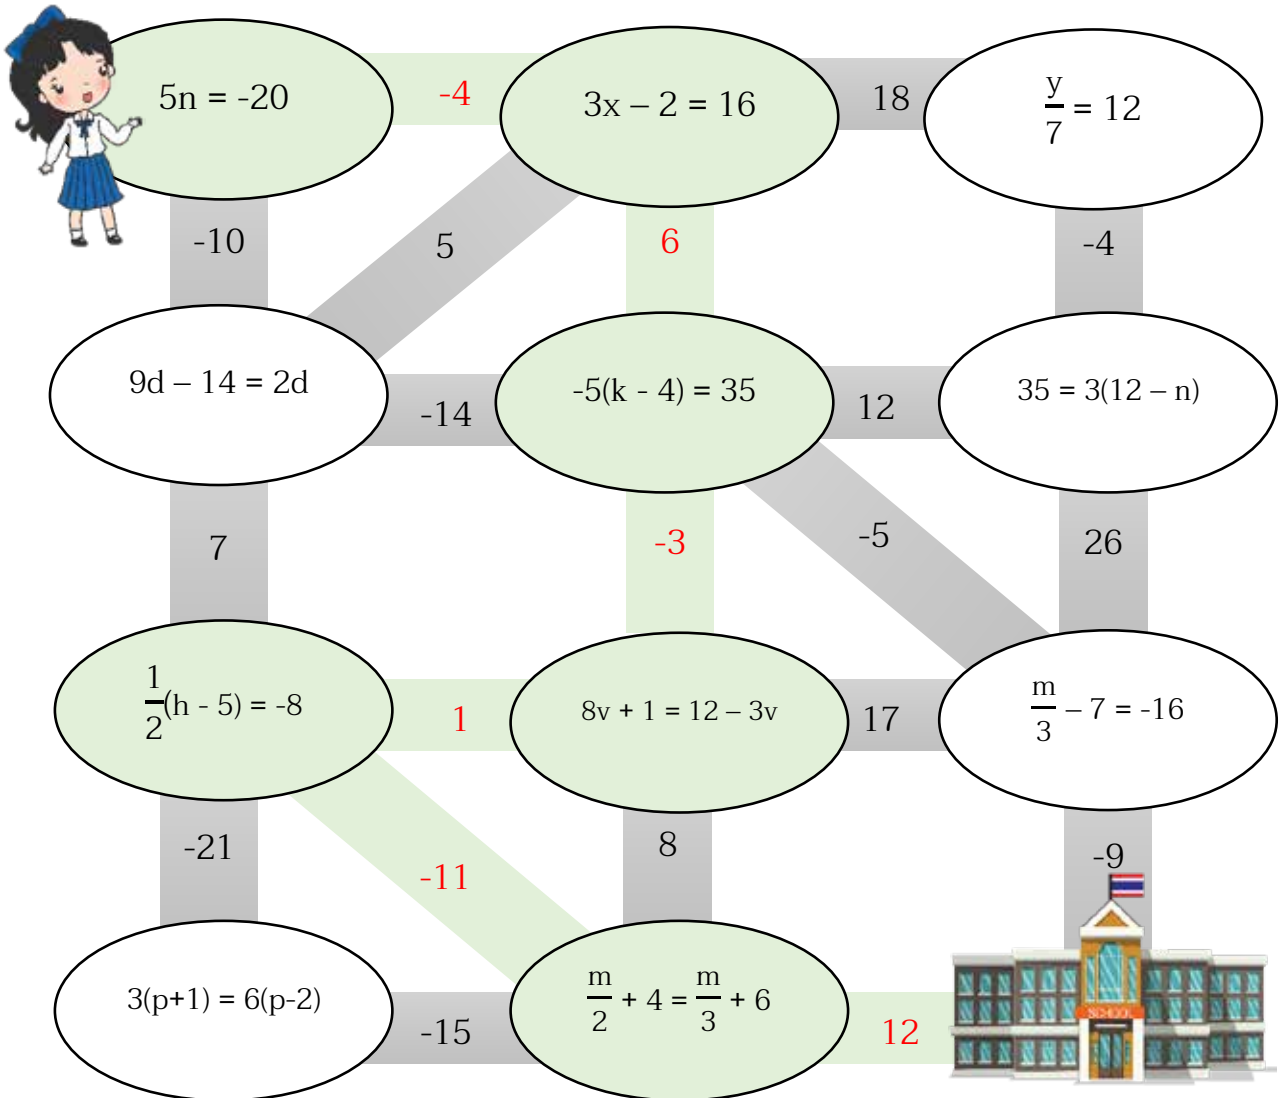 5n = -20
-4
3x – 2 = 16
18
y/7 = 12
-10
5
6
-4
9d – 14 = 2d
-14
-5(k - 4) = 35
12
35 = 3(12 – n)
7
-3
-5
26
1/2(h - 5) = -8
1
8v + 1 = 12 – 3v
17
m/3 – 7 = -16
-21
-11
8
-9
3(p+1) = 6(p-2)
-15
m/2 + 4 = m/3 + 6
12
SCHOOL